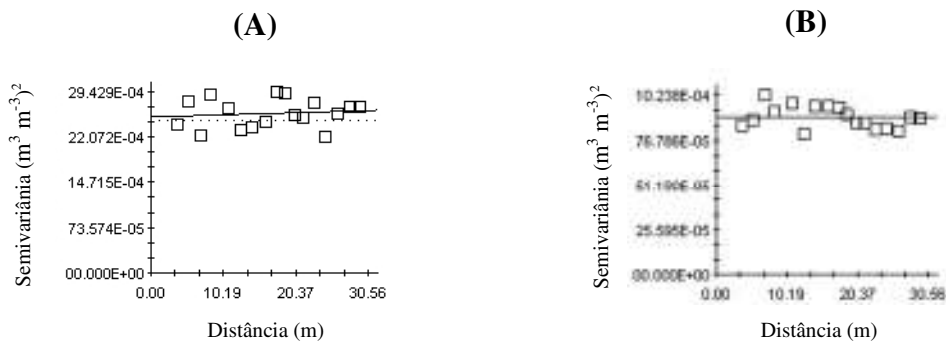 (A)
(B)
Semivariânia (m³ m⁻³)²
29.429E-04
22.072E-04
14.715E-04
73.574E-05
00.000E+00
0.00 10.19 20.37 30.56
Distância (m)
Semivariânia (m³ m⁻³)²
10.238E-04
76.786E-05
51.190E-05
25.595E-05
00.000E+00
0.00 10.19 20.37 30.56
Distância (m)